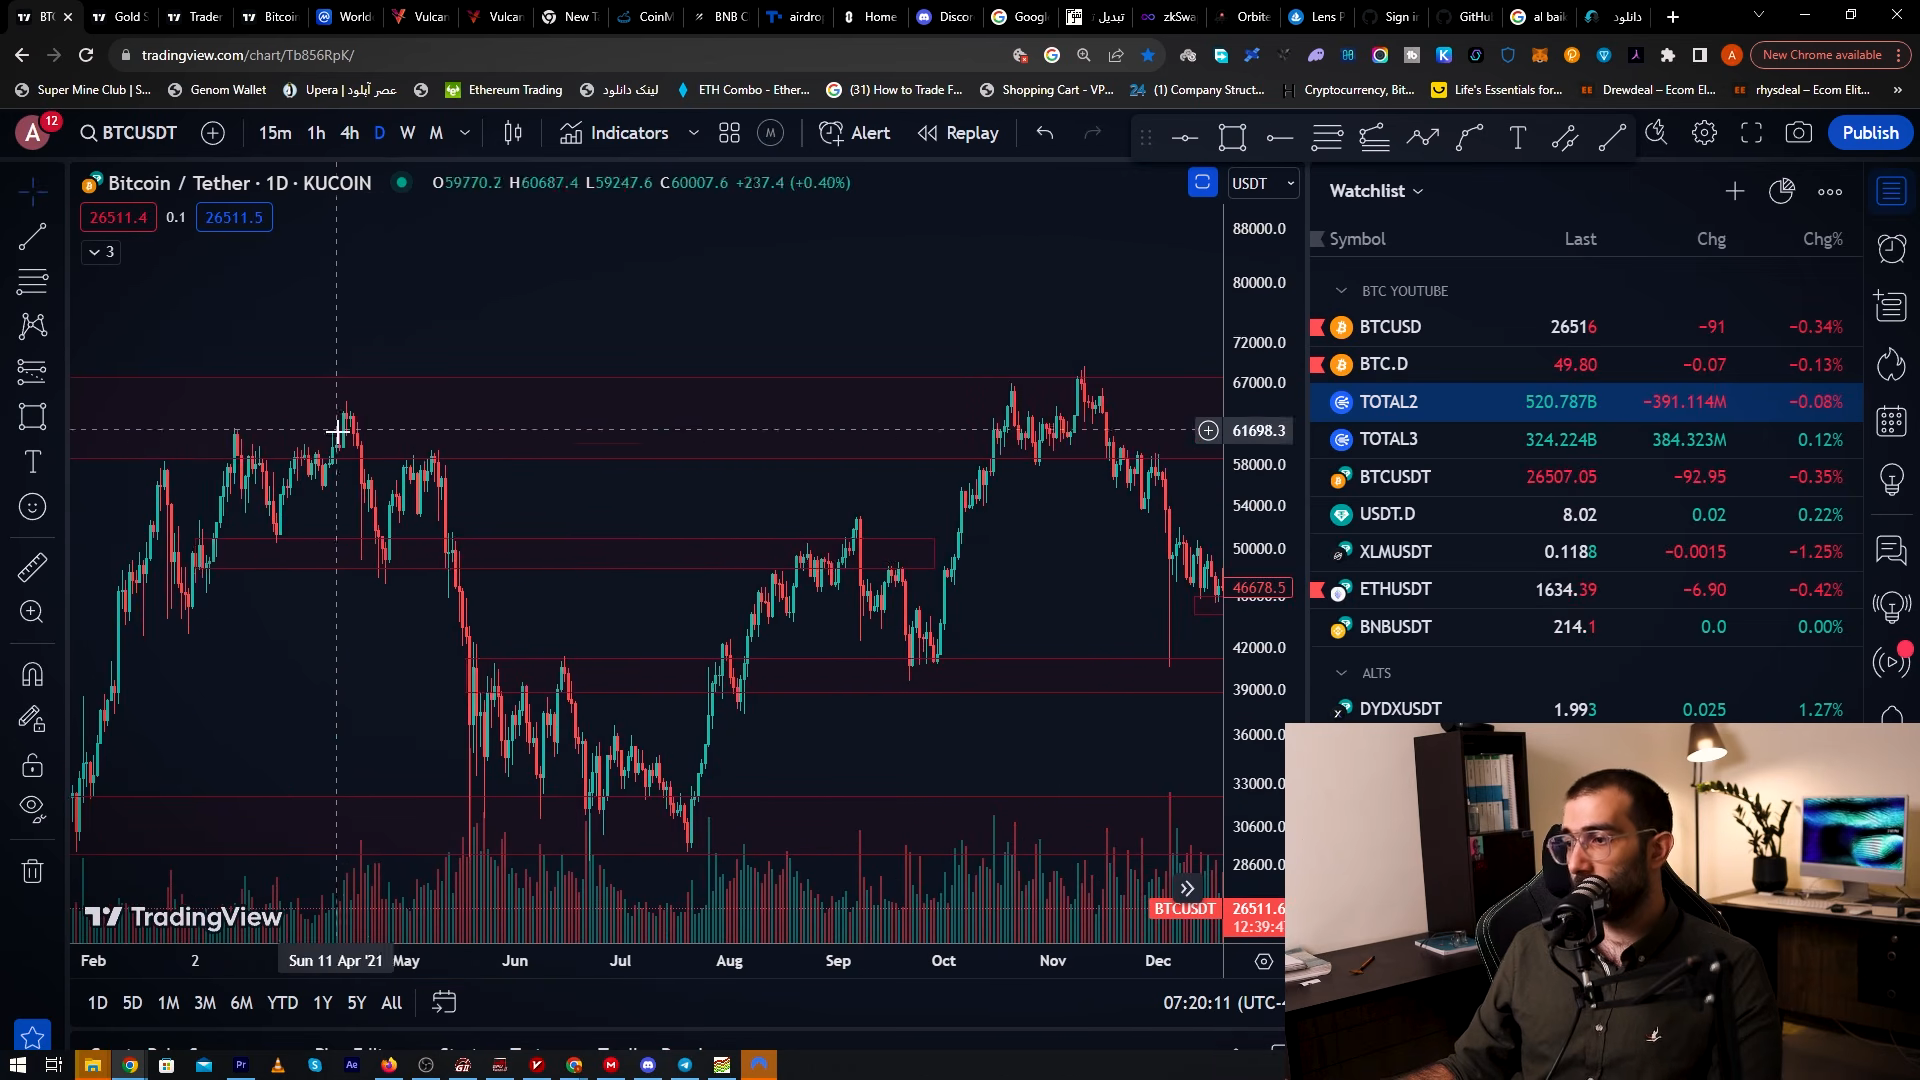 BTC
Gold S
Trader
Bitcoin
World
Vulcan
Vulcan
New T
CoinM
BNB C
airdrop
Home
Discor
Googl
تبدیل
zkSwa
Orbite
Lens P
Sign in
GitHu
al baik
دانلود
tradingview.com/chart/Tb856RpK/
New Chrome available
Super Mine Club | S...
Genom Wallet
Upera | عصر آپلود
Ethereum Trading
لینک دانلود
ETH Combo - Ether...
(31) How to Trade F...
Shopping Cart - VP...
(1) Company Struct...
Cryptocurrency, Bit...
Life's Essentials for...
Drewdeal – Ecom El...
rhysdeal – Ecom Elit...
A 12
BTCUSDT
15m 1h 4h D W M
Indicators
M
Alert
Replay
Publish
Bitcoin / Tether · 1D · KUCOIN
O59770.2 H60687.4 L59247.6 C60007.6 +237.4 (+0.40%)
USDT
26511.4 0.1 26511.5
3
88000.0
80000.0
72000.0
67000.0
61698.3
58000.0
54000.0
50000.0
46678.5
42000.0
39000.0
36000.0
33000.0
30600.0
28600.0
BTCUSDT 26511.6
12:39:4
TradingView
Feb 2 Sun 11 Apr '21 May Jun Jul Aug Sep Oct Nov Dec
1D 5D 1M 3M 6M YTD 1Y 5Y All
07:20:11 (UTC-4
Watchlist
Symbol Last Chg Chg%
BTC YOUTUBE
BTCUSD 26516 −91 −0.34%
BTC.D 49.80 −0.07 −0.13%
TOTAL2 520.787B −391.114M −0.08%
TOTAL3 324.224B 384.323M 0.12%
BTCUSDT 26507.05 −92.95 −0.35%
USDT.D 8.02 0.02 0.22%
XLMUSDT 0.1188 −0.0015 −1.25%
ETHUSDT 1634.39 −6.90 −0.42%
BNBUSDT 214.1 0.0 0.00%
ALTS
DYDXUSDT 1.993 0.025 1.27%